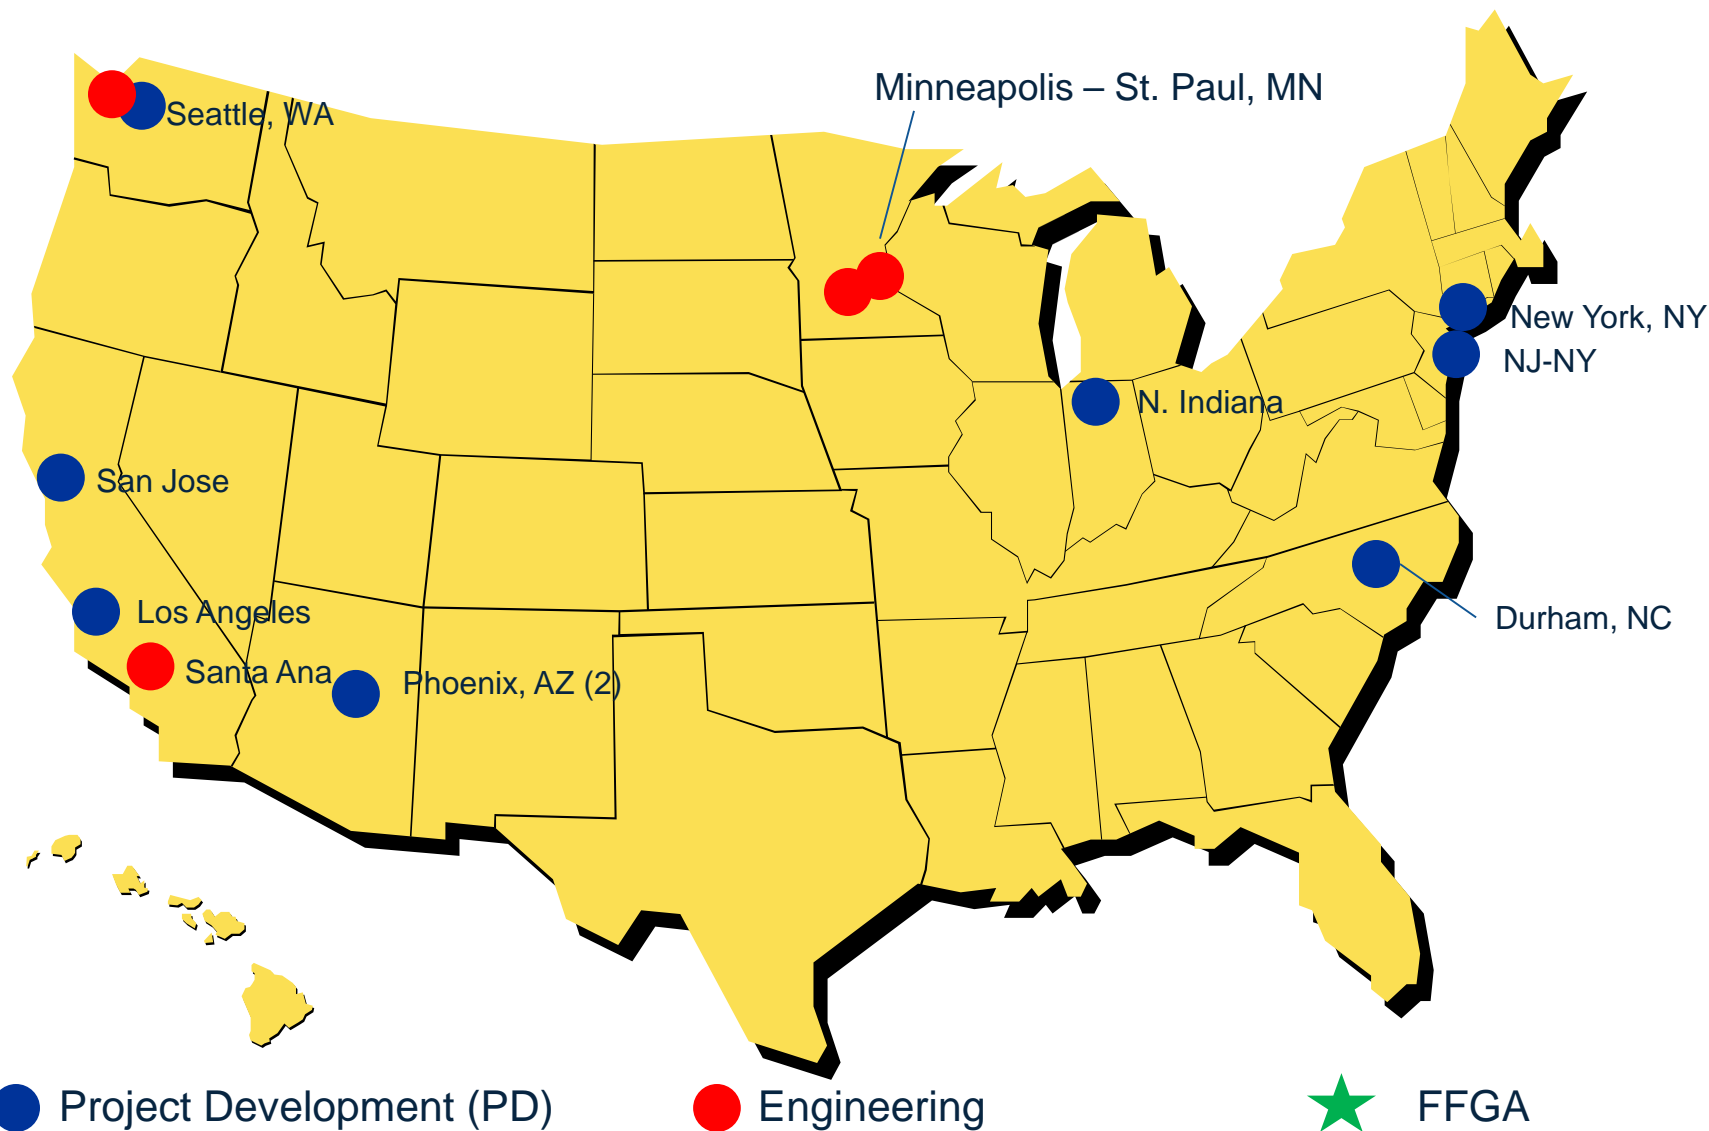 Minneapolis – St. Paul, MN
Seattle, WA
New York, NY
NJ-NY
N. Indiana
San Jose
Los Angeles
Durham, NC
Santa Ana
Phoenix, AZ (2)
Project Development (PD)
Engineering
FFGA